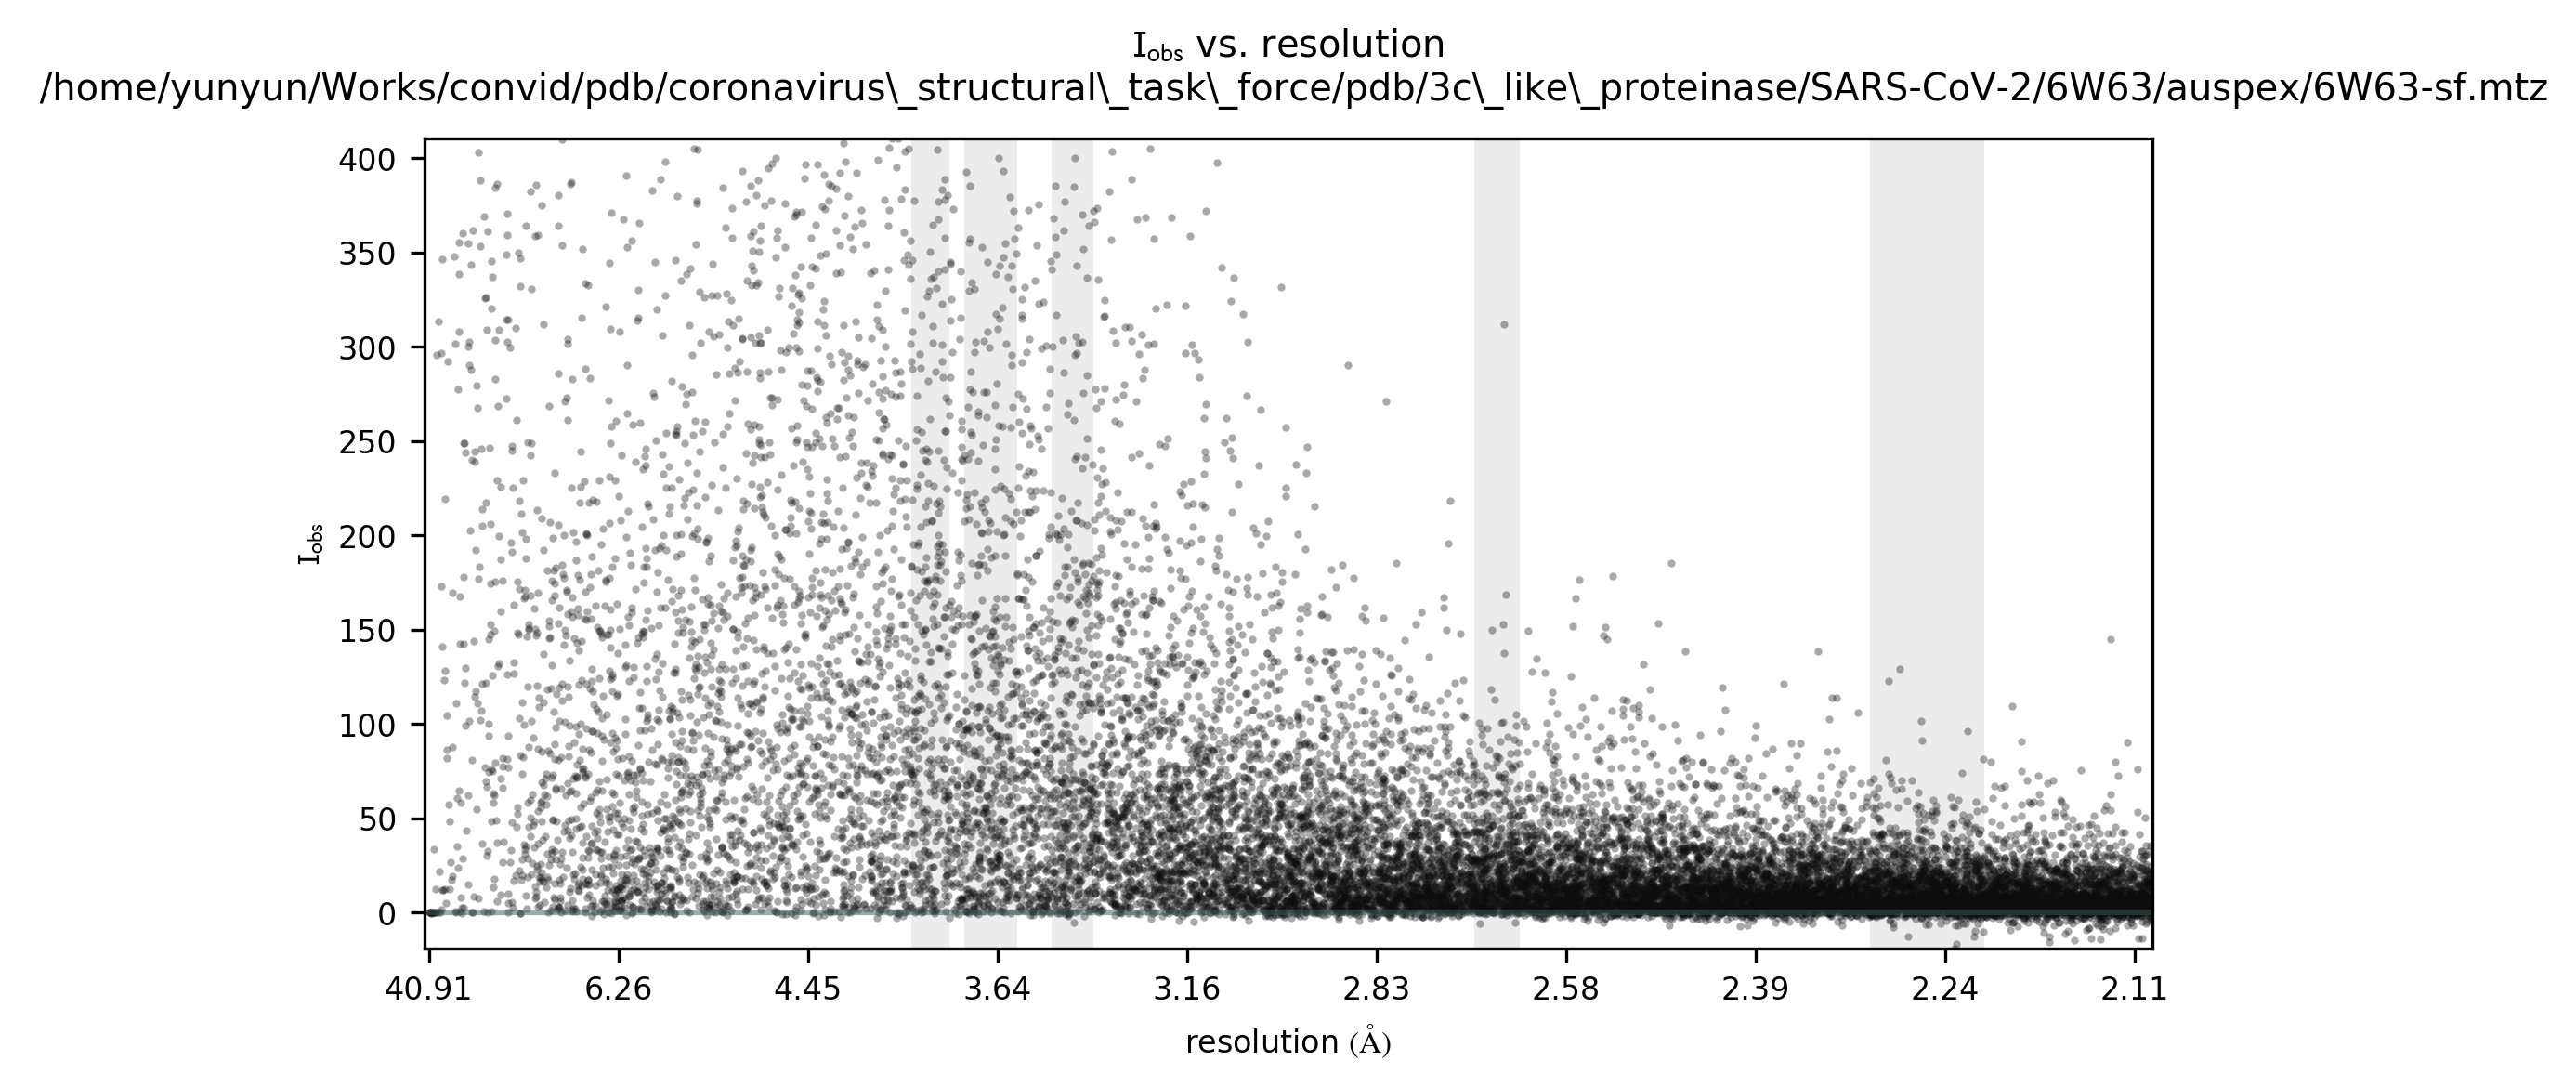 I_obs vs. resolution
/home/yunyun/Works/convid/pdb/coronavirus\_structural\_task\_force/pdb/3c\_like\_proteinase/SARS-CoV-2/6W63/auspex/6W63-sf.mtz
400
350
300
250
200
150
100
50
0
I_obs
40.91 6.26 4.45 3.64 3.16 2.83 2.58 2.39 2.24 2.11
resolution (Å)